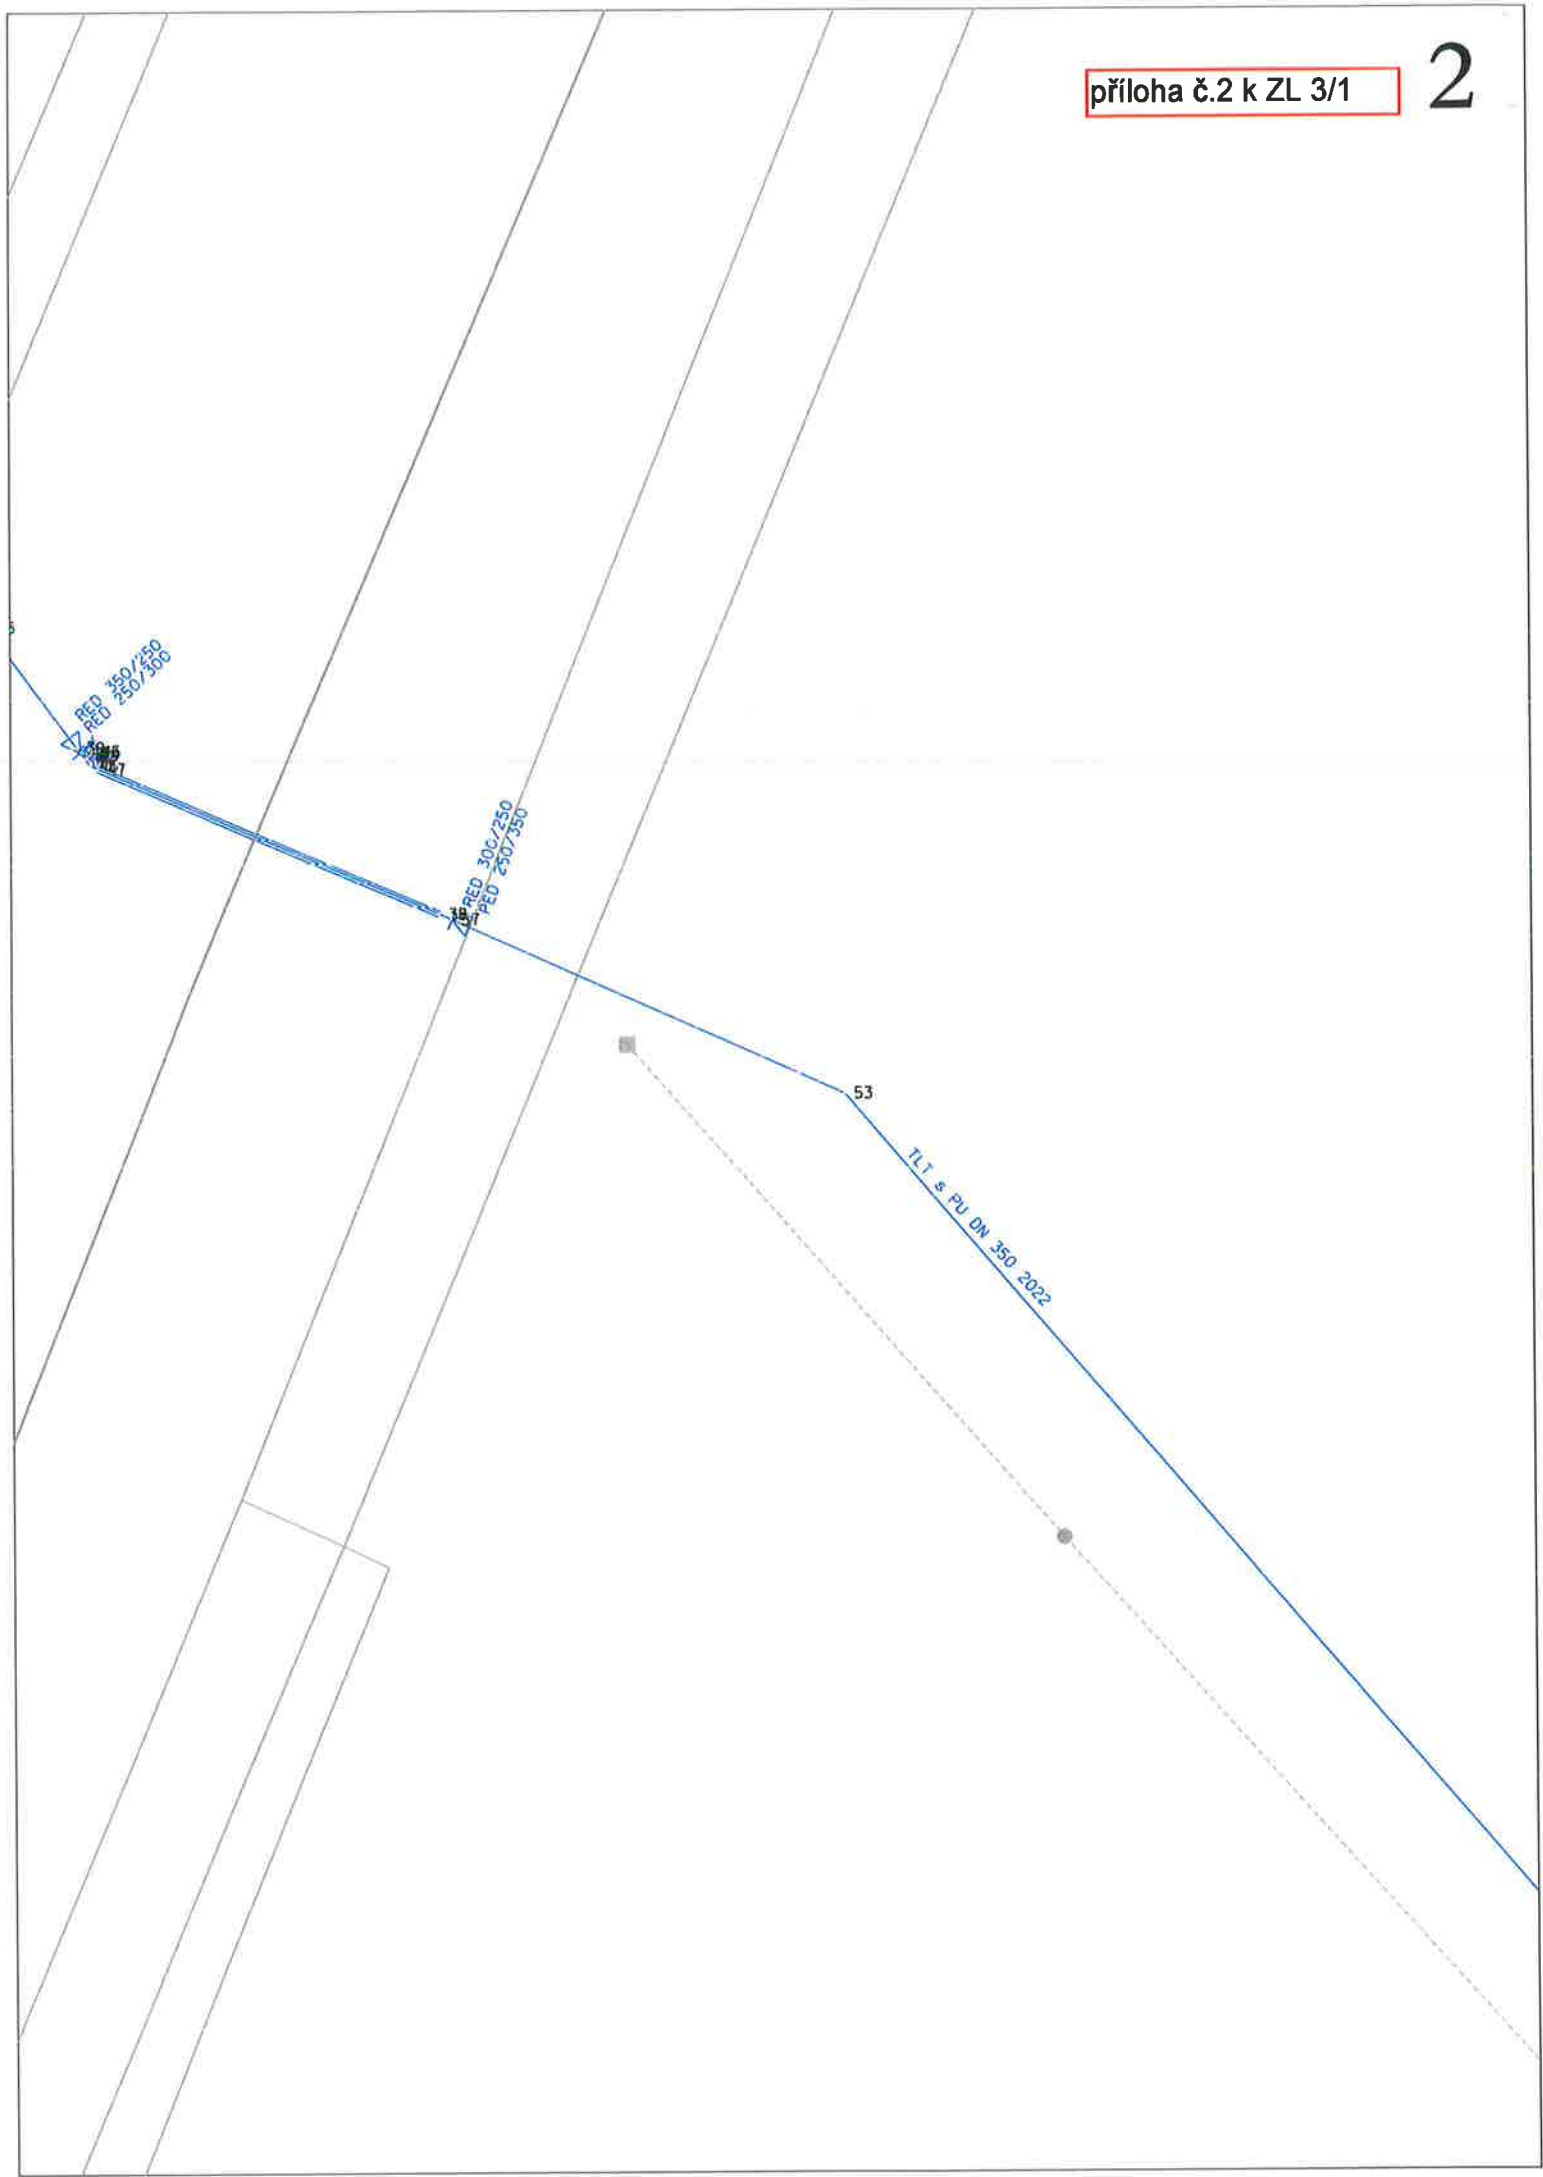 příloha č.2 k ZL 3/1
2
RED 350/250
RED 250/300
RED 300/250
RED 250/350
53
TLT s PU DN 350 2022